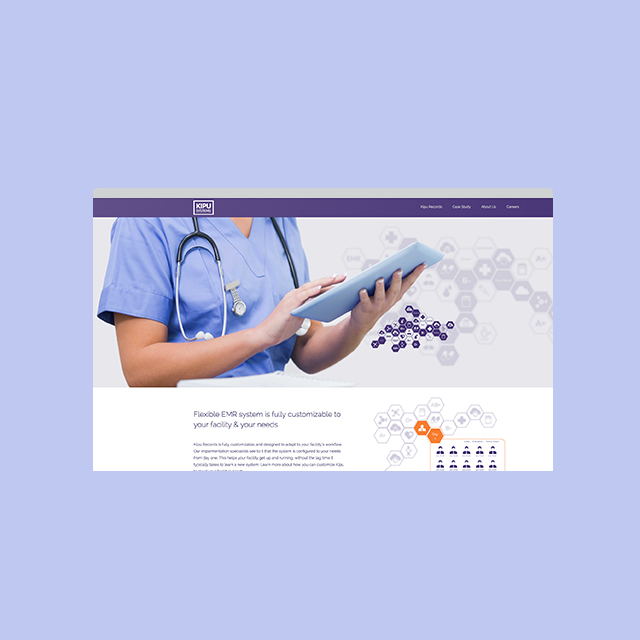 KIPU
SYSTEMS
Kipu Records Case Study About Us Careers
EMR
A+
A+
Flexible EMR system is fully customizable to
your facility & your needs
Kipu Records is fully customizable and designed to adapt to your facility's workflow.
Our implementation specialists see to it that the system is configured to your needs
from day one. This helps your facility get up and running, without the lag time it
typically takes to learn a new system. Learn more about how you can customize Kipu